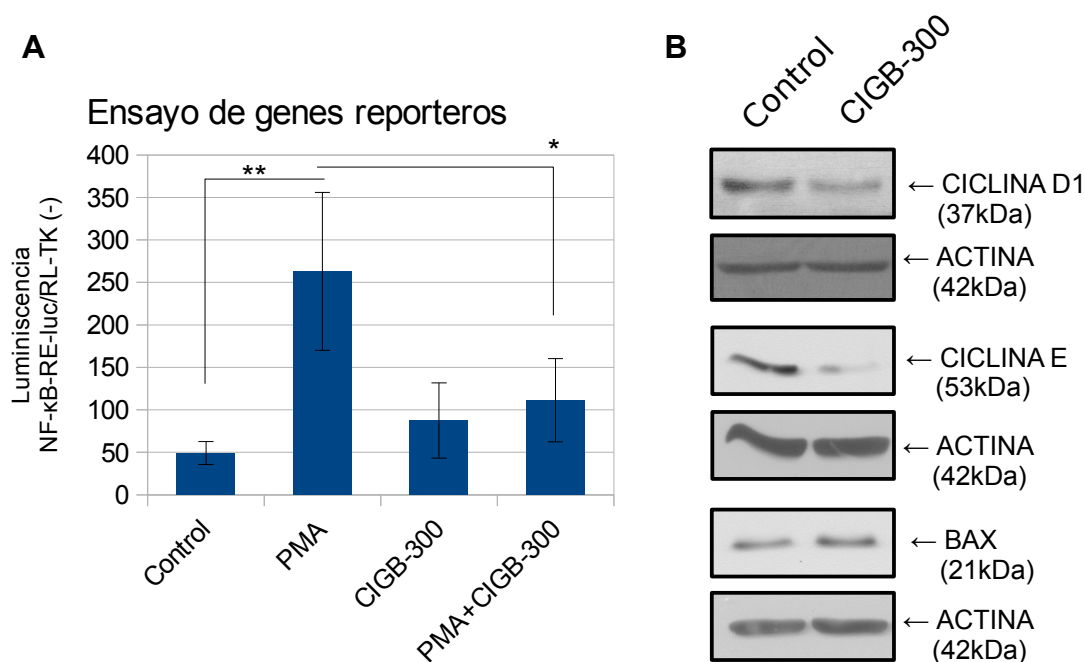 A
Ensayo de genes reporteros
Luminiscencia
NF-κB-RE-luc/RL-TK (-)
400
350
300
250
200
150
100
50
0
**
*
Control
PMA
CIGB-300
PMA+CIGB-300
B
Control
CIGB-300
← CICLINA D1
(37kDa)
← ACTINA
(42kDa)
← CICLINA E
(53kDa)
← ACTINA
(42kDa)
← BAX
(21kDa)
← ACTINA
(42kDa)